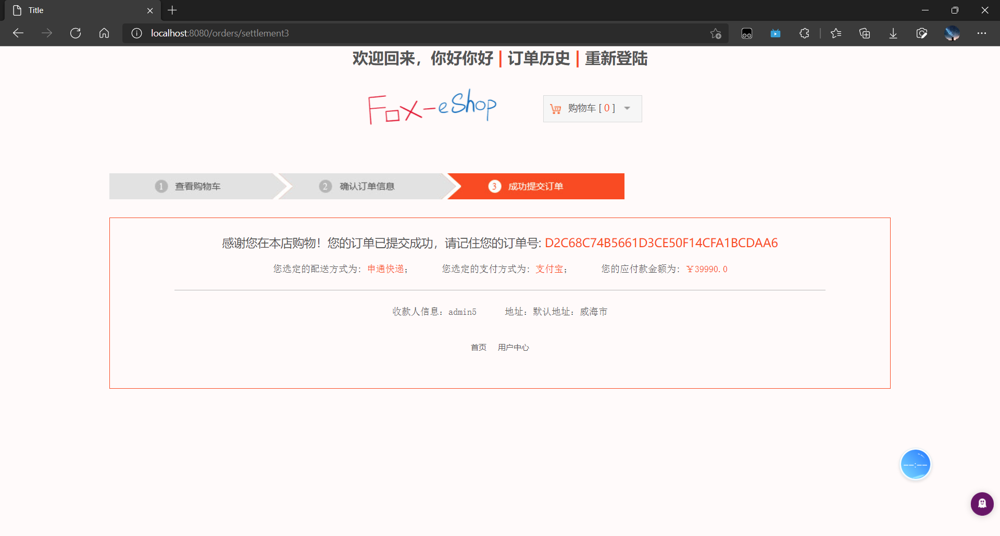 Title
localhost:8080/orders/settlement3
欢迎回来，你好你好 | 订单历史 | 重新登陆
Fox-eShop
购物车 [ 0 ]
1 查看购物车
2 确认订单信息
3 成功提交订单
感谢您在本店购物！您的订单已提交成功，请记住您的订单号: D2C68C74B5661D3CE50F14CFA1BCDAA6
您选定的配送方式为：申通快递； 您选定的支付方式为：支付宝； 您的应付款金额为：￥39990.0
收款人信息：admin5 地址：默认地址：威海市
首页 用户中心
--:--